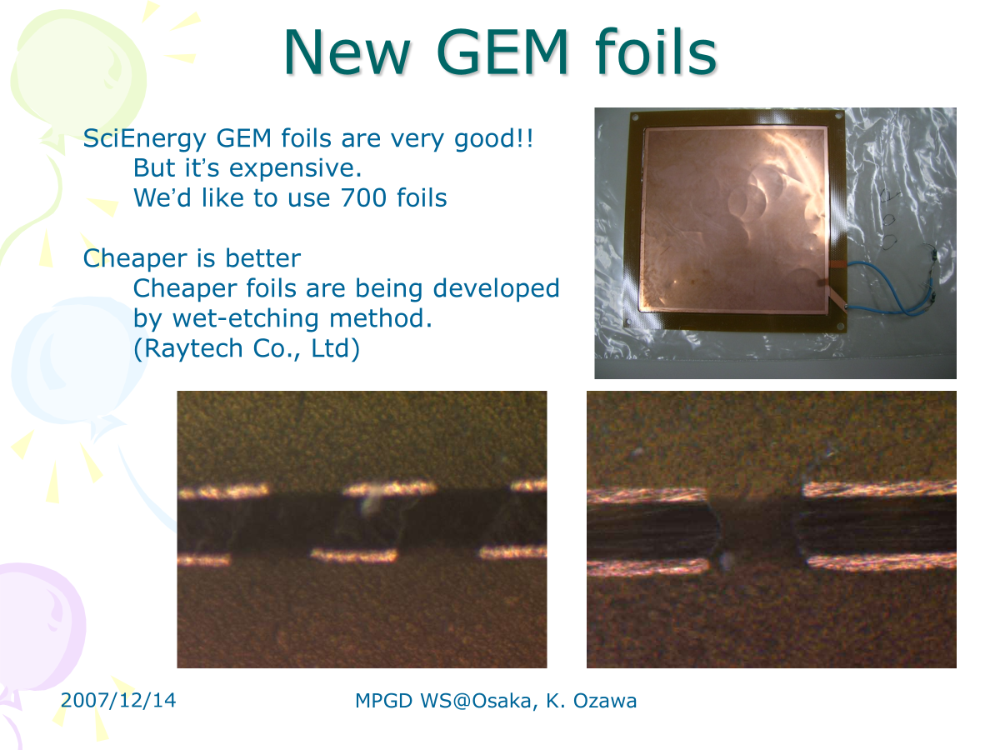 New GEM foils
SciEnergy GEM foils are very good!!
But it’s expensive.
We’d like to use 700 foils
Cheaper is better
Cheaper foils are being developed
by wet-etching method.
(Raytech Co., Ltd)
2007/12/14
MPGD WS@Osaka, K. Ozawa